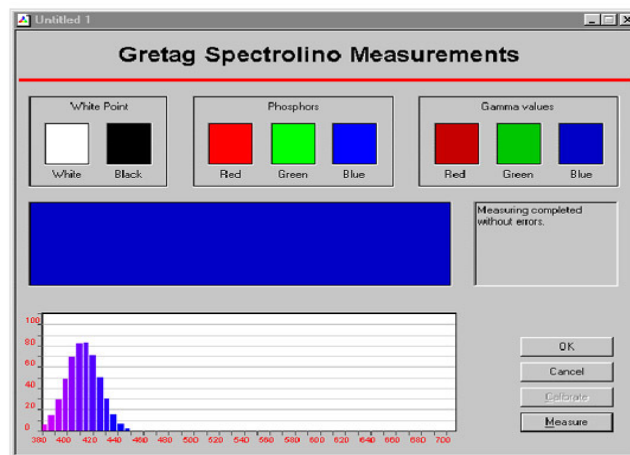 Untitled 1
Gretag Spectrolino Measurements
White Point
White Black
Phosphors
Red Green Blue
Gamma values
Red Green Blue
Measuring completed
without errors.
100
80
60
40
20
0
380 400 420 440 460 480 500 520 540 560 580 600 620 640 660 680 700
OK
Cancel
Calibrate
Measure